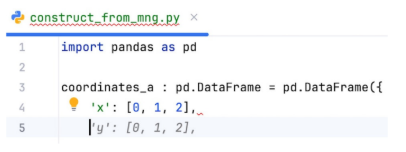 construct_from_mng.py ×
1 import pandas as pd
2
3 coordinates_a : pd.DataFrame = pd.DataFrame({
4 'x': [0, 1, 2],
5 'y': [0, 1, 2],